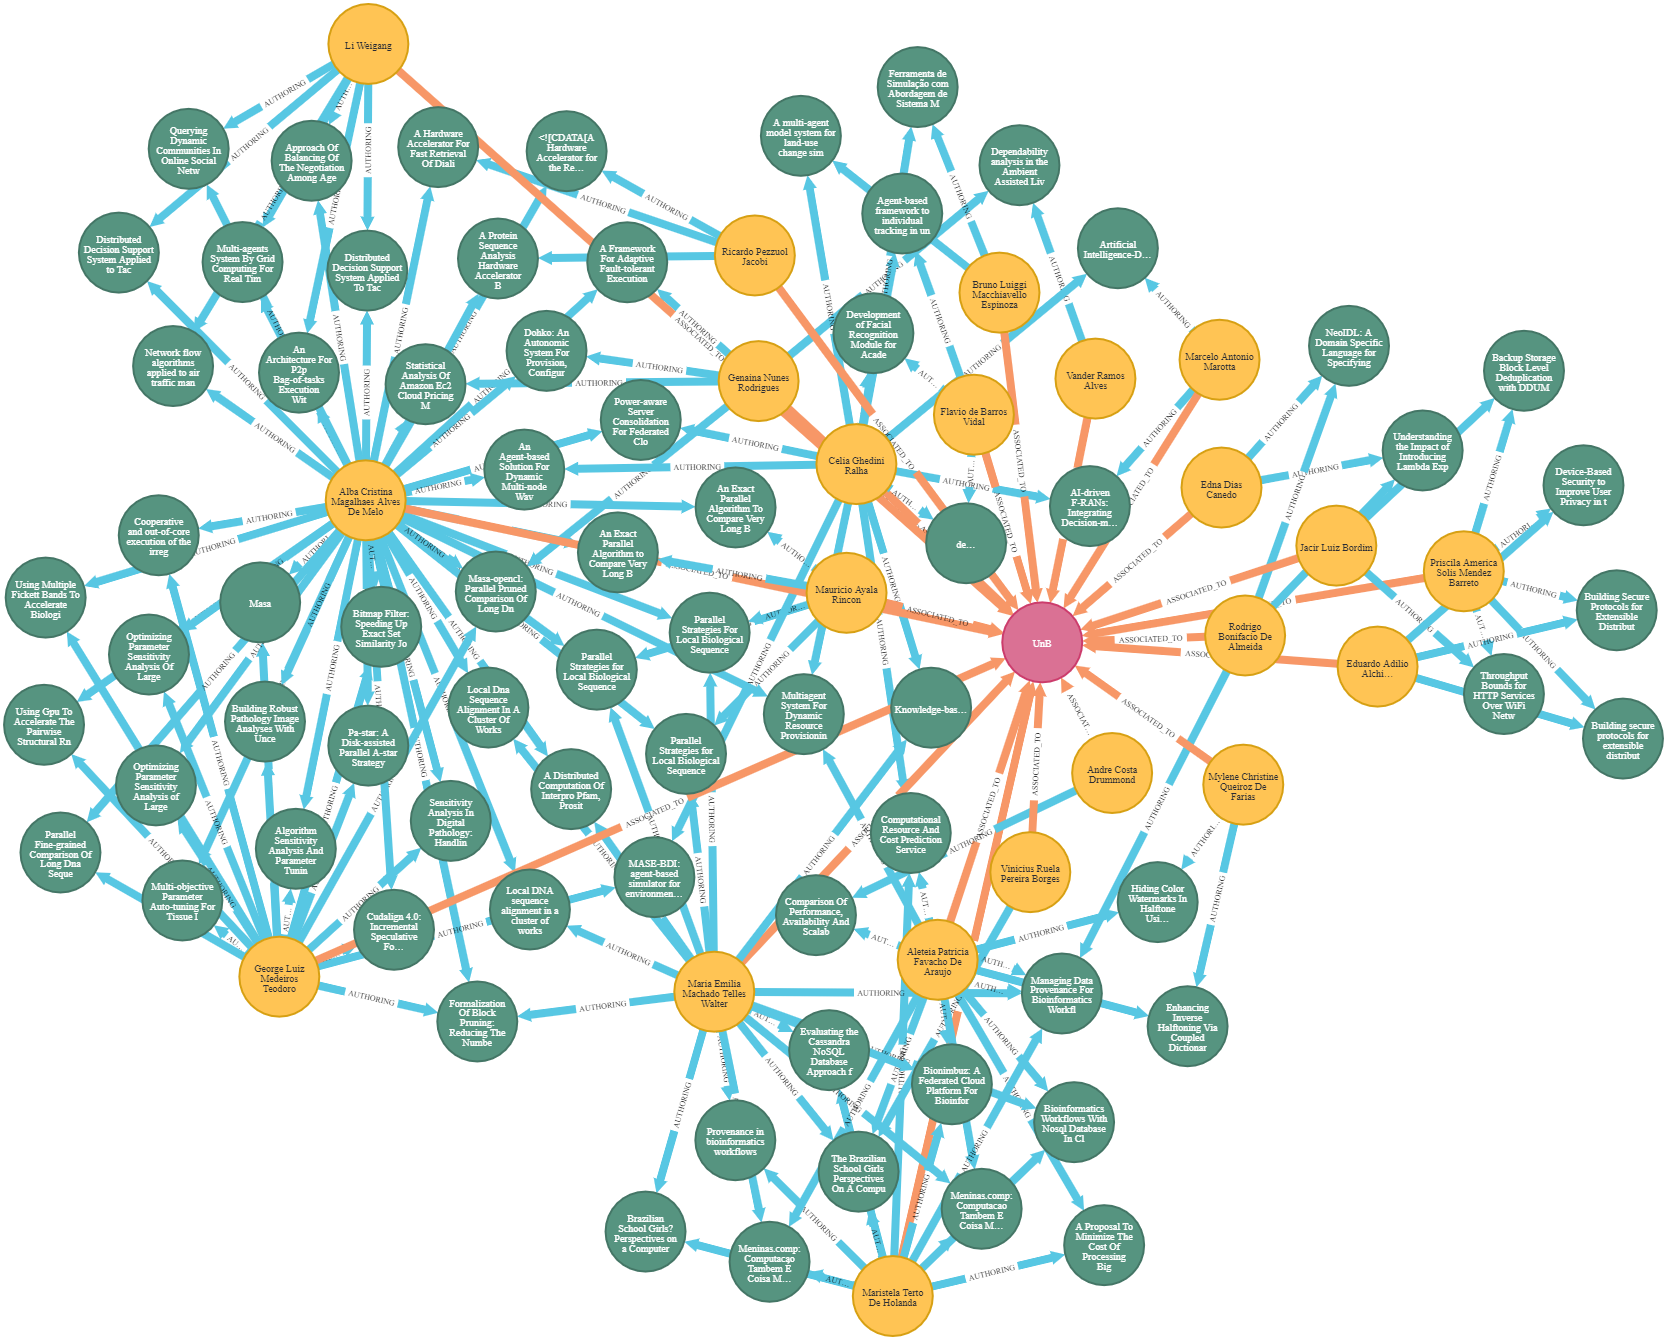 Li Weigang
Querying
Dynamic
Communities In
Online Social
Netw
Approach Of
Balancing Of
The Negotiation
Among Age
A Hardware
Accelerator For
Fast Retrieval
Of Diali
<![CDATA[A
Hardware
Accelerator for
the Re...
Ferramenta de
Simulação com
Abordagem de
Sistema M
A multi-agent
model system for
land-use
change sim
Dependability
analysis in the
Ambient
Assisted Liv
Agent-based
framework to
individual
tracking in un
Artificial
Intelligence-D...
Distributed
Decision Support
System Applied
to Tac
Multi-agents
System By Grid
Computing For
Real Tim
Distributed
Decision Support
System Applied
To Tac
A Protein
Sequence
Analysis
Hardware
Accelerator
B
A Framework
For Adaptive
Fault-tolerant
Execution
Ricardo Pezzuol
Jacobi
Bruno Luiggi
Macchiavello
Espinoza
Development
of Facial
Recognition
Module for
Acade
Network flow
algorithms
applied to air
traffic man
An
Architecture For
P2p
Bag-of-tasks
Execution
Wit
Statistical
Analysis Of
Amazon Ec2
Cloud Pricing
M
Dohko: An
Autonomic
System For
Provision,
Configur
Genaina Nunes
Rodrigues
Flavio de Barros
Vidal
Vander Ramos
Alves
Marcelo Antonio
Marotta
NeoIDL: A
Domain Specific
Language for
Specifying
Backup Storage
Block Level
Deduplication
with DDUM
Power-aware
Server
Consolidation
For Federated
Clo
An
Agent-based
Solution For
Dynamic
Multi-node
Wav
Celia Ghedini
Ralha
Understanding
the Impact of
Introducing
Lambda Exp
Edna Dias
Canedo
Device-Based
Security to
Improve User
Privacy in t
Alba Cristina
Magalhaes Alves
De Melo
An Exact
Parallel
Algorithm To
Compare Very
Long B
AI-driven
F-RANs:
Integrating
Decision-m...
Cooperative
and out-of-core
execution of the
irreg
An Exact
Parallel
Algorithm to
Compare Very
Long B
de...
Jacir Luiz Bordim
Priscila America
Solis Mendez
Barreto
Using Multiple
Fickett Bands To
Accelerate
Biologi
Masa
Masa-opencl:
Parallel Pruned
Comparison Of
Long Dn
Mauricio Ayala
Rincon
Building Secure
Protocols for
Extensible
Distribut
Bitmap Filter:
Speeding Up
Exact Set
Similarity Jo
Parallel
Strategies For
Local Biological
Sequence
UnB
Rodrigo
Bonifacio De
Almeida
Eduardo Adilio
Alchi...
Optimizing
Parameter
Sensitivity
Analysis Of
Large
Parallel
Strategies for
Local Biological
Sequence
Throughput
Bounds for
HTTP Services
Over WiFi
Netw
Using Gpu To
Accelerate The
Pairwise
Structural Rn
Building Robust
Pathology Image
Analyses With
Unce
Local Dna
Sequence
Alignment In A
Cluster Of
Works
Multiagent
System For
Dynamic
Resource
Provisionin
Knowledge-bas...
Pa-star: A
Disk-assisted
Parallel A-star
Strategy
Parallel
Strategies for
Local Biological
Sequence
Building secure
protocols for
extensible
distribut
Optimizing
Parameter
Sensitivity
Analysis of
Large
A Distributed
Computation Of
Interpro Pfam,
Prosit
Andre Costa
Drummond
Mylene Christine
Queiroz De
Farias
Sensitivity
Analysis In
Digital
Pathology:
Handlin
Computational
Resource And
Cost Prediction
Service
Parallel
Fine-grained
Comparison Of
Long Dna
Seque
Algorithm
Sensitivity
Analysis And
Parameter
Tunin
MASE-BDI:
agent-based
simulator for
environmen...
Vinicius Ruela
Pereira Borges
Multi-objective
Parameter
Auto-tuning For
Tissue I
Cudalign 4.0:
Incremental
Speculative
Fo...
Local DNA
sequence
alignment in a
cluster of
works
Comparison Of
Performance,
Availability And
Scalab
Hiding Color
Watermarks In
Halftone
Usi...
George Luiz
Medeiros
Teodoro
Maria Emilia
Machado Telles
Walter
Aleteia Patricia
Favacho De
Araujo
Managing Data
Provenance For
Bioinformatics
Workfl
Formalization
Of Block
Pruning:
Reducing The
Numbe
Enhancing
Inverse
Halftoning Via
Coupled
Dictionar
Evaluating the
Cassandra
NoSQL
Database
Approach f
Bionimbuz: A
Federated Cloud
Platform For
Bioinfor
Bioinformatics
Workflows With
Nosql Database
In Cl
Provenance in
bioinformatics
workflows
The Brazilian
School Girls
Perspectives
On A Compu
Meninas.comp:
Computacao
Tambem E
Coisa M...
Brazilian
School Girls?
Perspectives on
a Computer
Meninas.comp:
Computacao
Tambem E
Coisa M...
A Proposal To
Minimize The
Cost Of
Processing
Big
Maristela Terto
De Holanda
AUTHORING
ASSOCIATED_TO